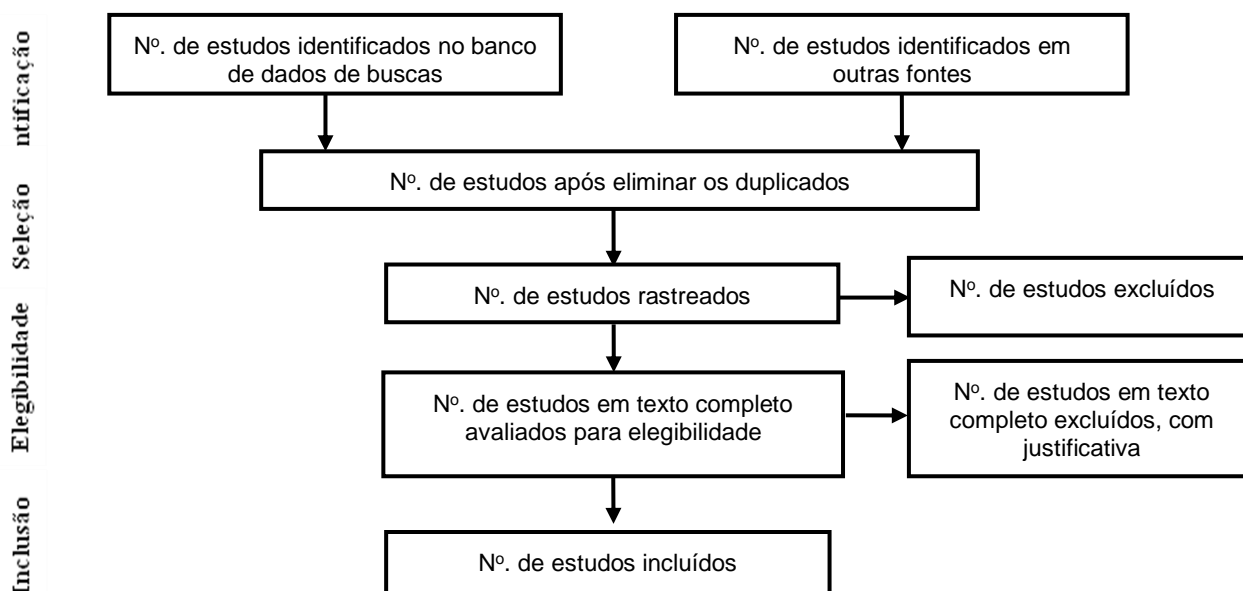 ntificação
Nº. de estudos identificados no banco
de dados de buscas
Nº. de estudos identificados em
outras fontes
Seleção
Nº. de estudos após eliminar os duplicados
Nº. de estudos rastreados
Nº. de estudos excluídos
Elegibilidade
Nº. de estudos em texto completo
avaliados para elegibilidade
Nº. de estudos em texto
completo excluídos, com
justificativa
Inclusão
Nº. de estudos incluídos